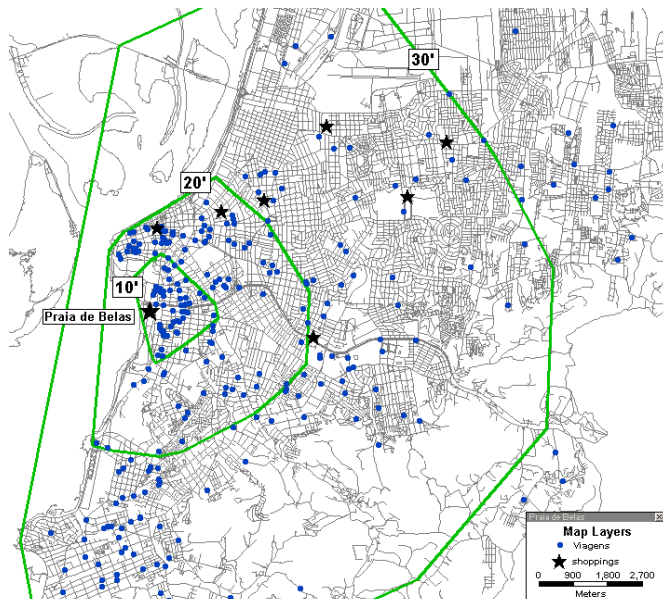 30'
20'
10'
Praia de Belas
Praia de Belas
Map Layers
Viagens
shoppings
0 900 1,800 2,700
Meters